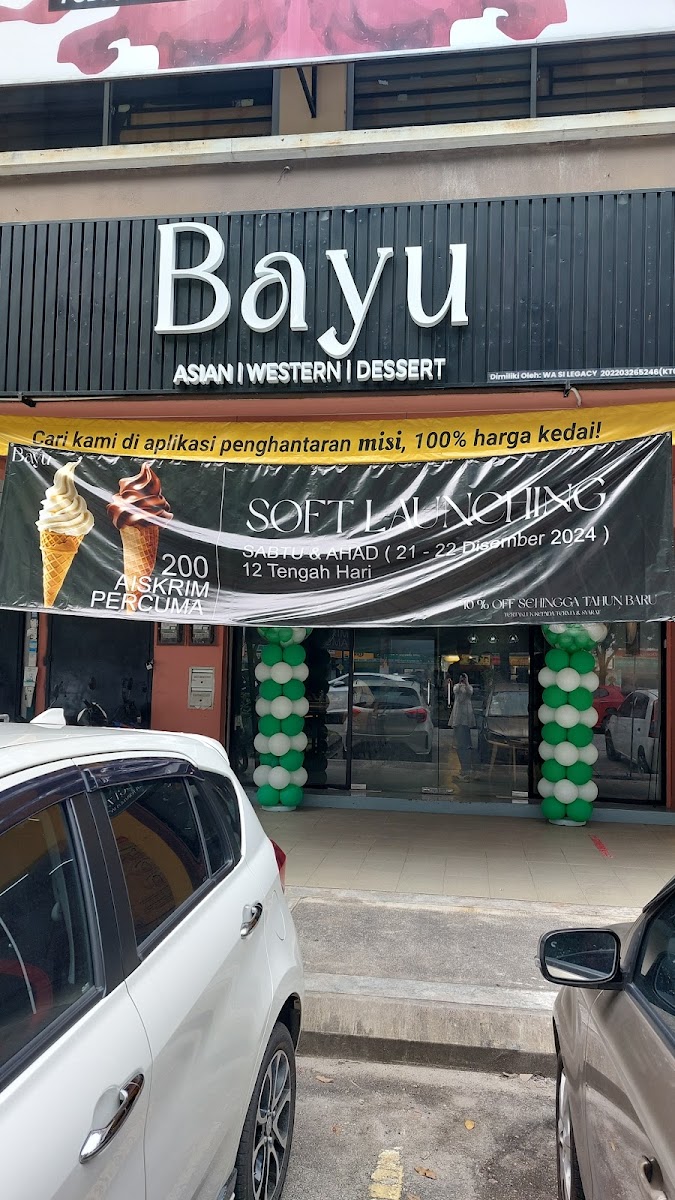 Bayu
ASIAN | WESTERN | DESSERT
Dimiliki Oleh: WA SI LEGACY 202203265246(KT
Cari kami di aplikasi penghantaran misi, 100% harga kedai!
Bayu
SOFT LAUNCHING
SABTU & AHAD ( 21 - 22 Disember 2024 )
12 Tengah Hari
200
AISKRIM
PERCUMA
10 % OFF SEHINGGA TAHUN BARU